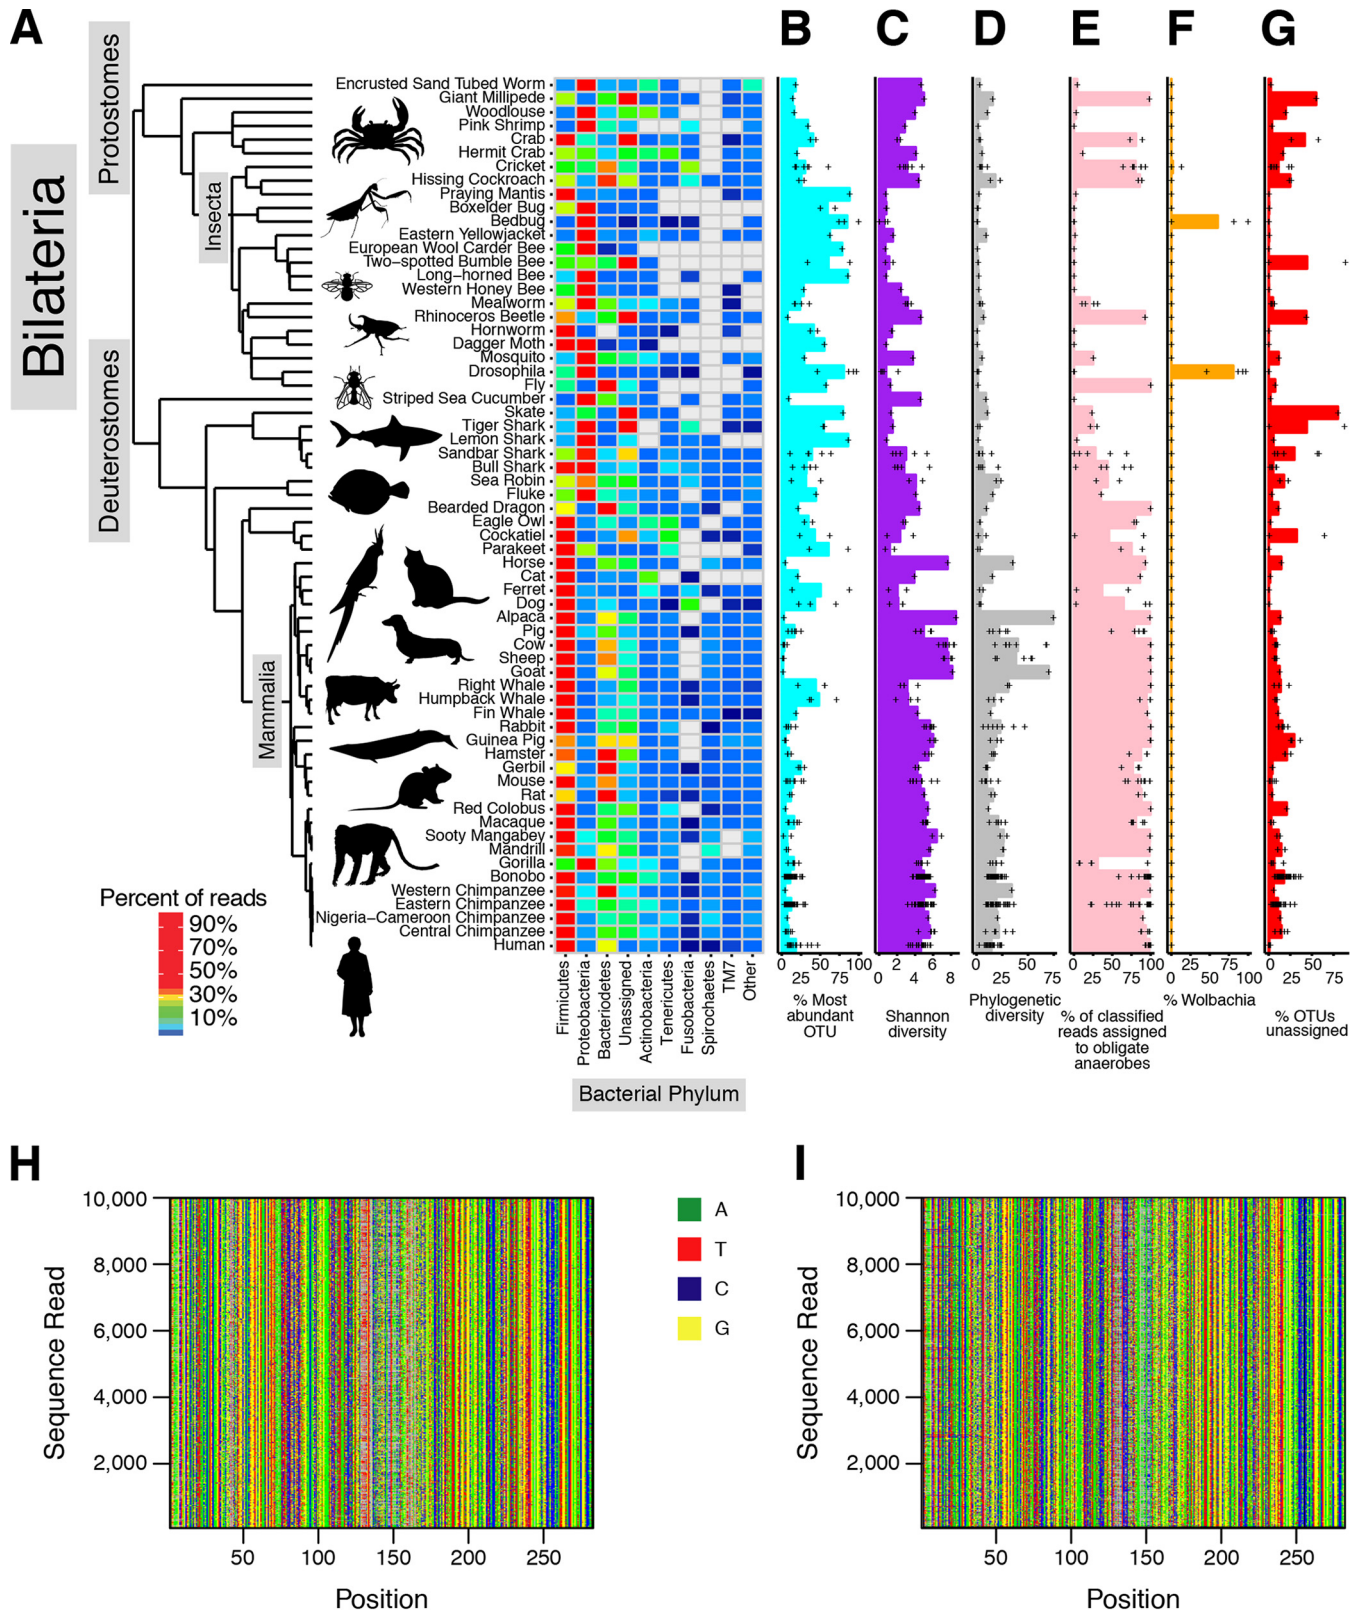 A
B
C
D
E
F
G
Bilateria
Protostomes
Deuterostomes
Insecta
Mammalia
Encrusted Sand Tubed Worm
Giant Millipede
Woodlouse
Pink Shrimp
Crab
Hermit Crab
Cricket
Hissing Cockroach
Praying Mantis
Boxelder Bug
Bedbug
Eastern Yellowjacket
European Wool Carder Bee
Two-spotted Bumble Bee
Long-horned Bee
Western Honey Bee
Mealworm
Rhinoceros Beetle
Hornworm
Dagger Moth
Mosquito
Drosophila
Fly
Striped Sea Cucumber
Skate
Tiger Shark
Lemon Shark
Sandbar Shark
Bull Shark
Sea Robin
Fluke
Bearded Dragon
Eagle Owl
Cockatiel
Parakeet
Horse
Cat
Ferret
Dog
Alpaca
Pig
Cow
Sheep
Goat
Right Whale
Humpback Whale
Fin Whale
Rabbit
Guinea Pig
Hamster
Gerbil
Mouse
Rat
Red Colobus
Macaque
Sooty Mangabey
Mandrill
Gorilla
Bonobo
Western Chimpanzee
Eastern Chimpanzee
Nigeria-Cameroon Chimpanzee
Central Chimpanzee
Human
Percent of reads
90%
70%
50%
30%
10%
Firmicutes
Proteobacteria
Bacteriodetes
Unassigned
Actinobacteria
Tenericutes
Fusobacteria
Spirochaetes
TM7
Other
Bacterial Phylum
0 50 100
25 75
% Most
abundant
OTU
0 2 4 6 8
Shannon
diversity
0 25 50 75
Phylogenetic
diversity
0 50 100
25 75
% of classified
reads assigned
to obligate
anaerobes
0 50 100
25 75
% Wolbachia
0 50
25 75
% OTUs
unassigned
H
10,000
8,000
6,000
4,000
2,000
Sequence Read
50 100 150 200 250
Position
A
T
C
G
I
10,000
8,000
6,000
4,000
2,000
Sequence Read
50 100 150 200 250
Position